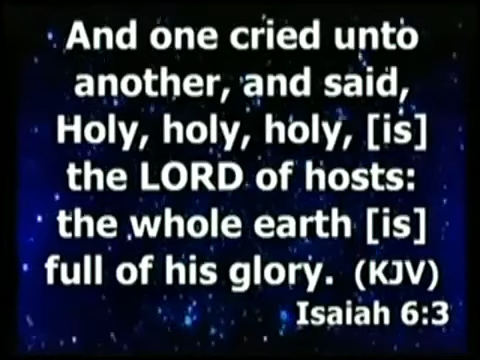 And one cried unto
another, and said,
Holy, holy, holy, [is]
the LORD of hosts:
the whole earth [is]
full of his glory. (KJV)
Isaiah 6:3